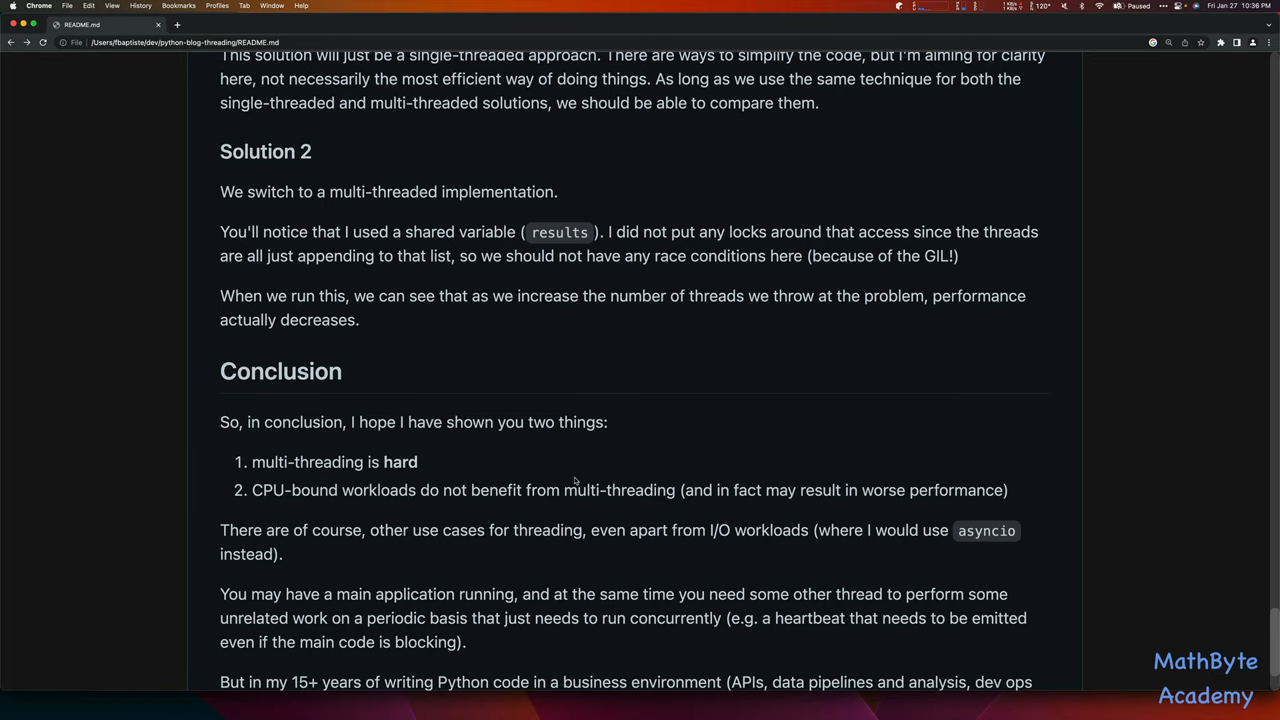 Chrome File Edit View History Bookmarks Profiles Tab Window Help 120° Paused Fri Jan 27 10:36 PM
README.md
File /Users/fbaptiste/dev/python-blog-threading/README.md
This solution will just be a single-threaded approach. There are ways to simplify the code, but I'm aiming for clarity
here, not necessarily the most efficient way of doing things. As long as we use the same technique for both the
single-threaded and multi-threaded solutions, we should be able to compare them.
Solution 2
We switch to a multi-threaded implementation.
You'll notice that I used a shared variable ( results ). I did not put any locks around that access since the threads
are all just appending to that list, so we should not have any race conditions here (because of the GIL!)
When we run this, we can see that as we increase the number of threads we throw at the problem, performance
actually decreases.
Conclusion
So, in conclusion, I hope I have shown you two things:
1. multi-threading is hard
2. CPU-bound workloads do not benefit from multi-threading (and in fact may result in worse performance)
There are of course, other use cases for threading, even apart from I/O workloads (where I would use asyncio
instead).
You may have a main application running, and at the same time you need some other thread to perform some
unrelated work on a periodic basis that just needs to run concurrently (e.g. a heartbeat that needs to be emitted
even if the main code is blocking).
But in my 15+ years of writing Python code in a business environment (APIs, data pipelines and analysis, dev ops
MathByte
Academy